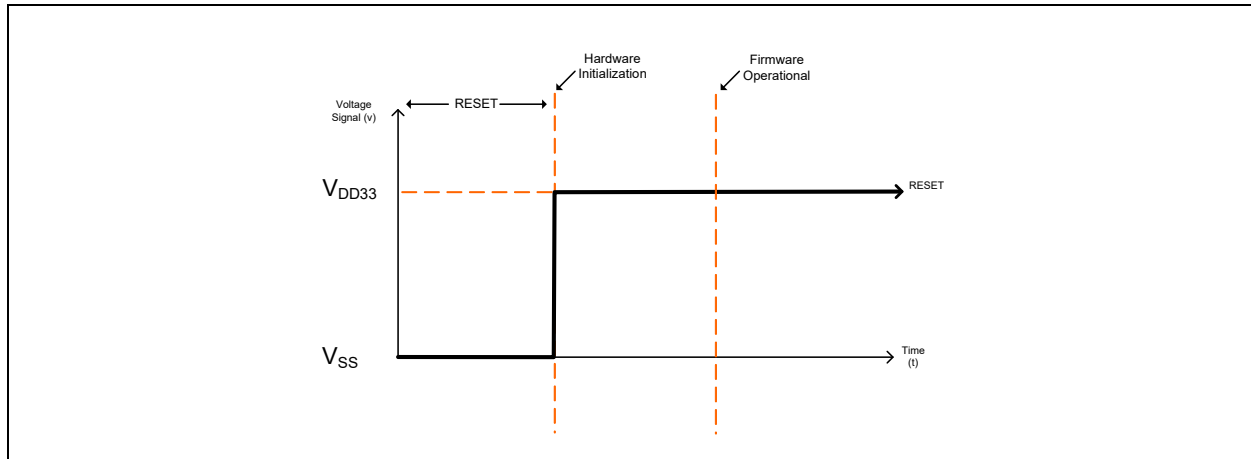 Hardware
Initialization
Firmware
Operational
RESET
Voltage
Signal (v)
VDD33
RESET
VSS
Time
(t)